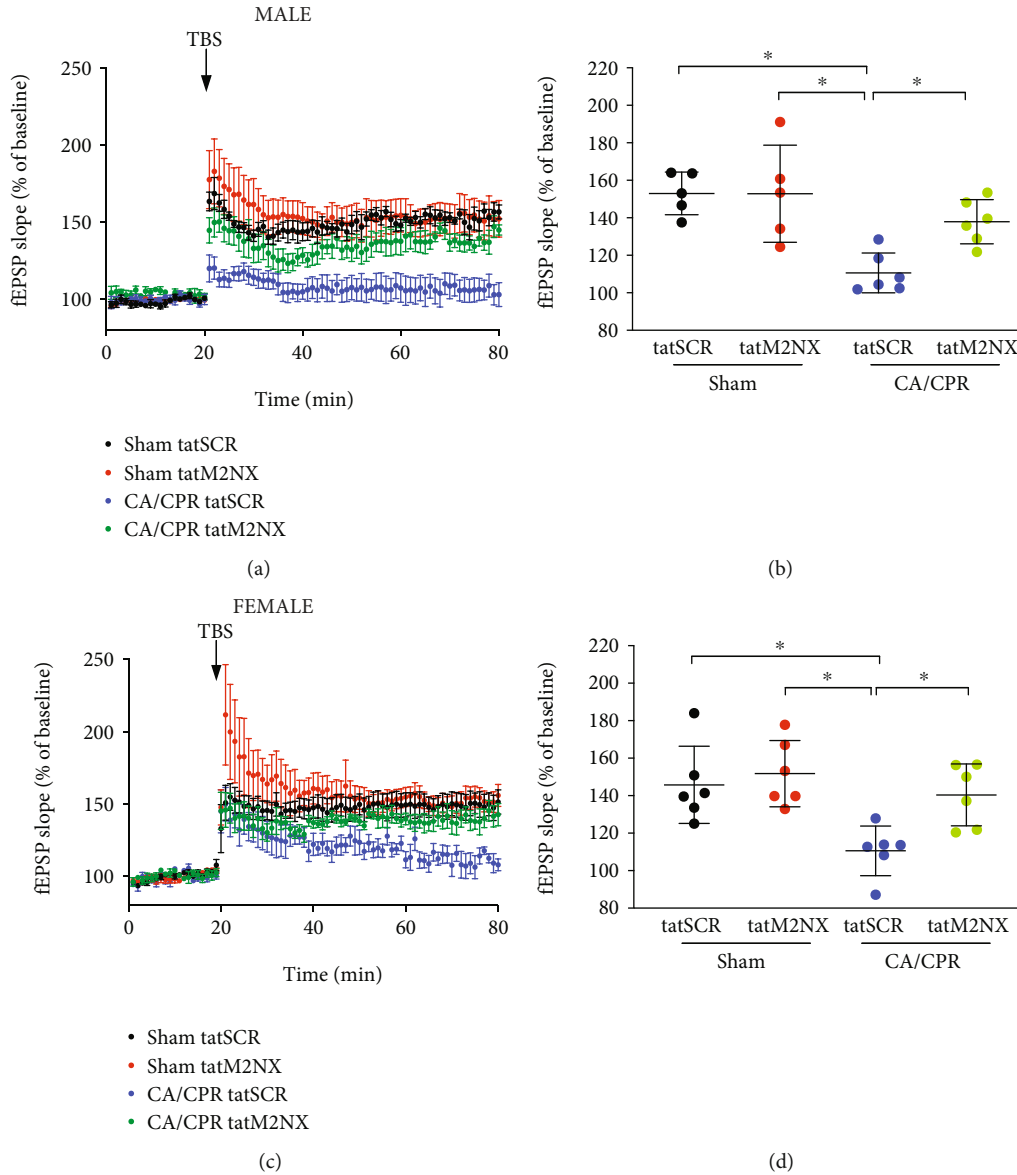 MALE
TBS
fEPSP slope (% of baseline)
250
200
150
100
0
20
40
60
80
Time (min)
• Sham tatSCR
• Sham tatM2NX
• CA/CPR tatSCR
• CA/CPR tatM2NX
(a)
fEPSP slope (% of baseline)
220
200
180
160
140
120
100
80
* * *
tatSCR tatM2NX tatSCR tatM2NX
Sham CA/CPR
(b)
FEMALE
TBS
fEPSP slope (% of baseline)
250
200
150
100
0
20
40
60
80
Time (min)
• Sham tatSCR
• Sham tatM2NX
• CA/CPR tatSCR
• CA/CPR tatM2NX
(c)
fEPSP slope (% of baseline)
220
200
180
160
140
120
100
80
* * *
tatSCR tatM2NX tatSCR tatM2NX
Sham CA/CPR
(d)